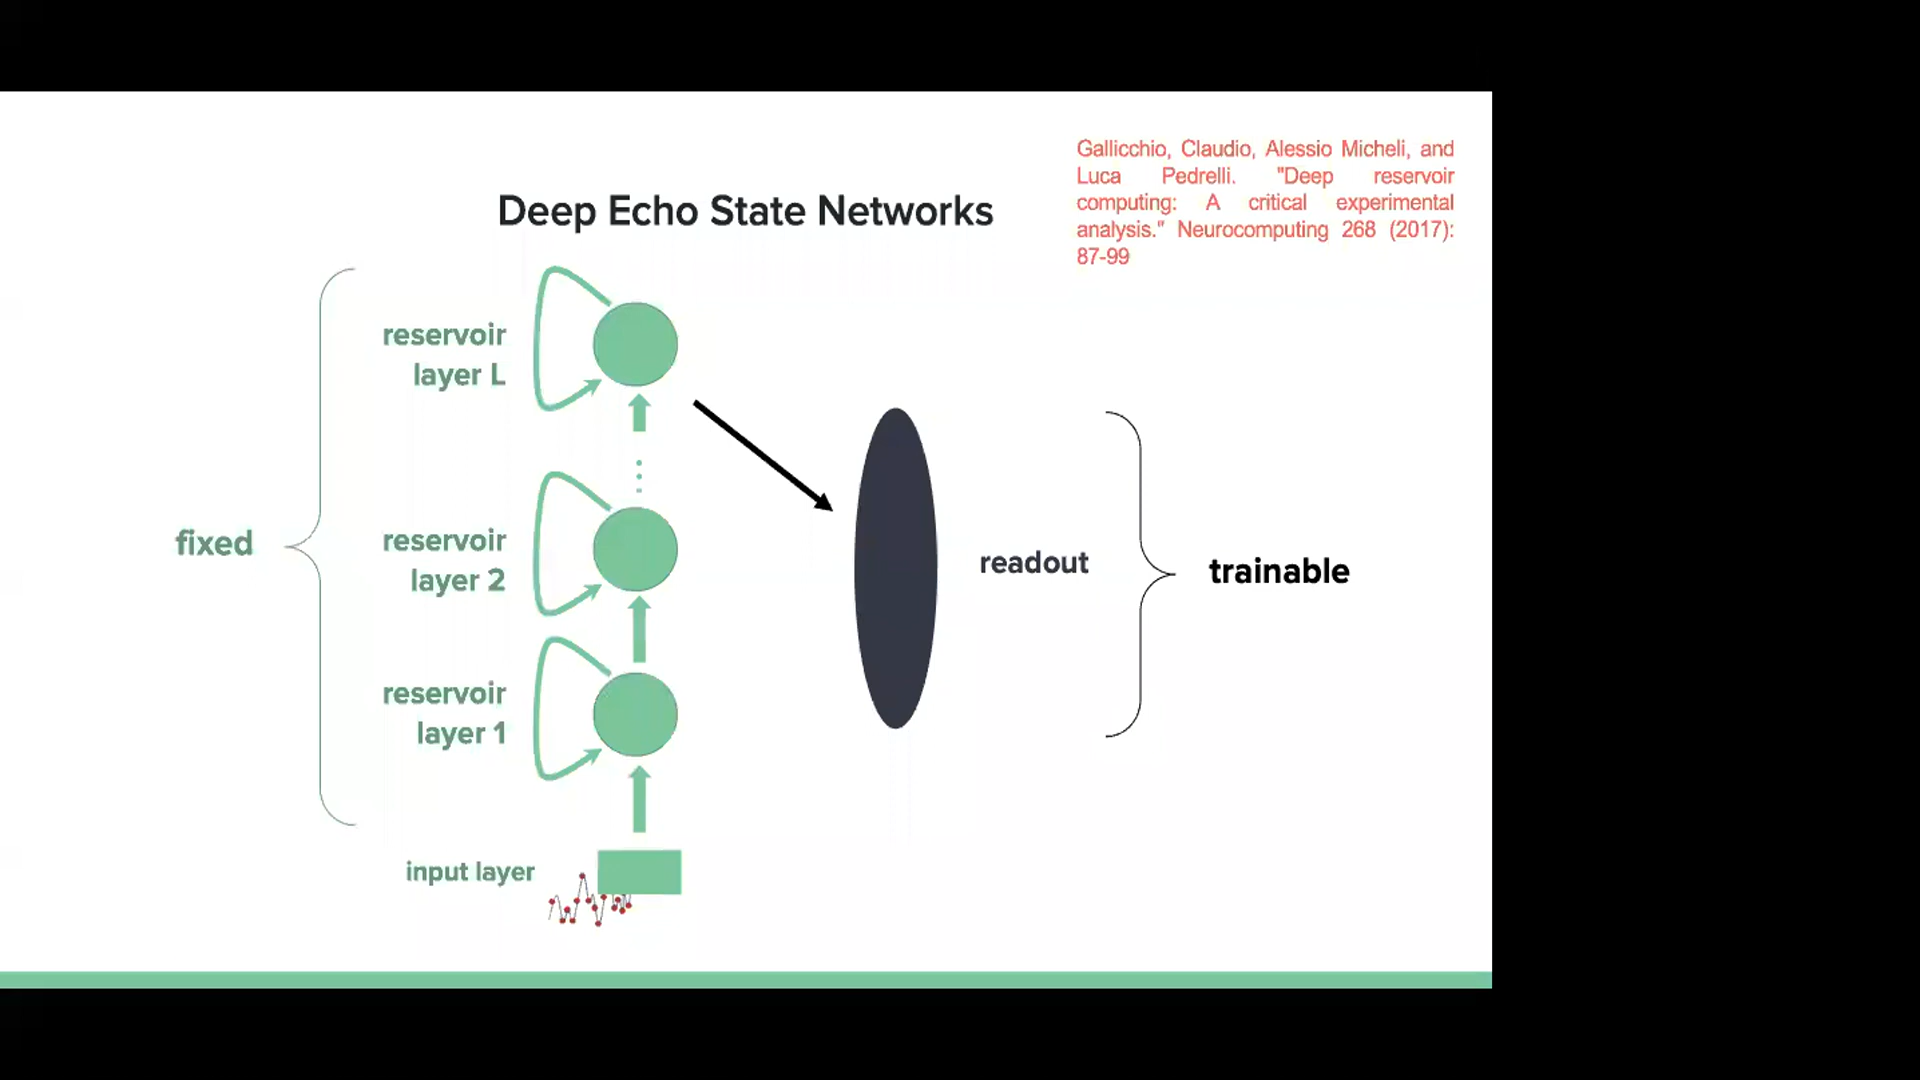 Gallicchio, Claudio, Alessio Micheli, and
Luca Pedrelli. "Deep reservoir
computing: A critical experimental
analysis." Neurocomputing 268 (2017):
87-99
Deep Echo State Networks
reservoir
layer L
fixed
reservoir
layer 2
readout
trainable
reservoir
layer 1
input layer